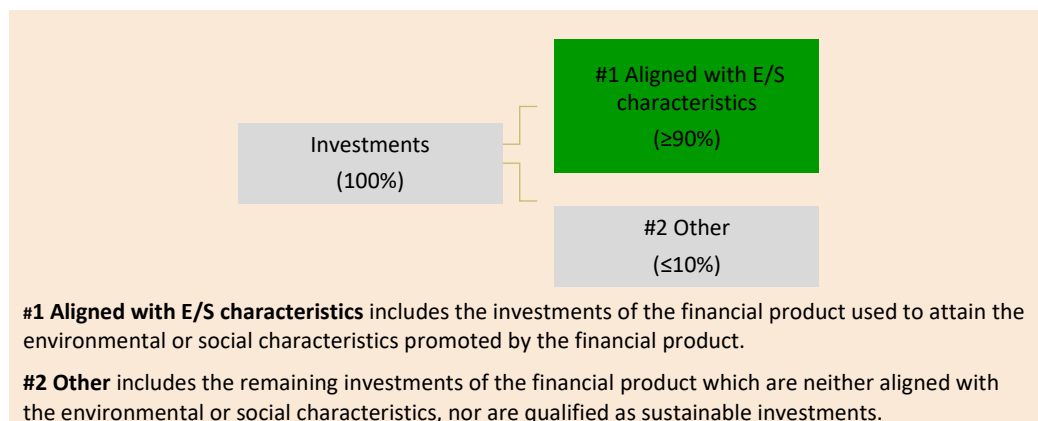 #1 Aligned with E/S
characteristics
(≥90%)
Investments
(100%)
#2 Other
(≤10%)
#1 Aligned with E/S characteristics includes the investments of the financial product used to attain the
environmental or social characteristics promoted by the financial product.
#2 Other includes the remaining investments of the financial product which are neither aligned with
the environmental or social characteristics, nor are qualified as sustainable investments.